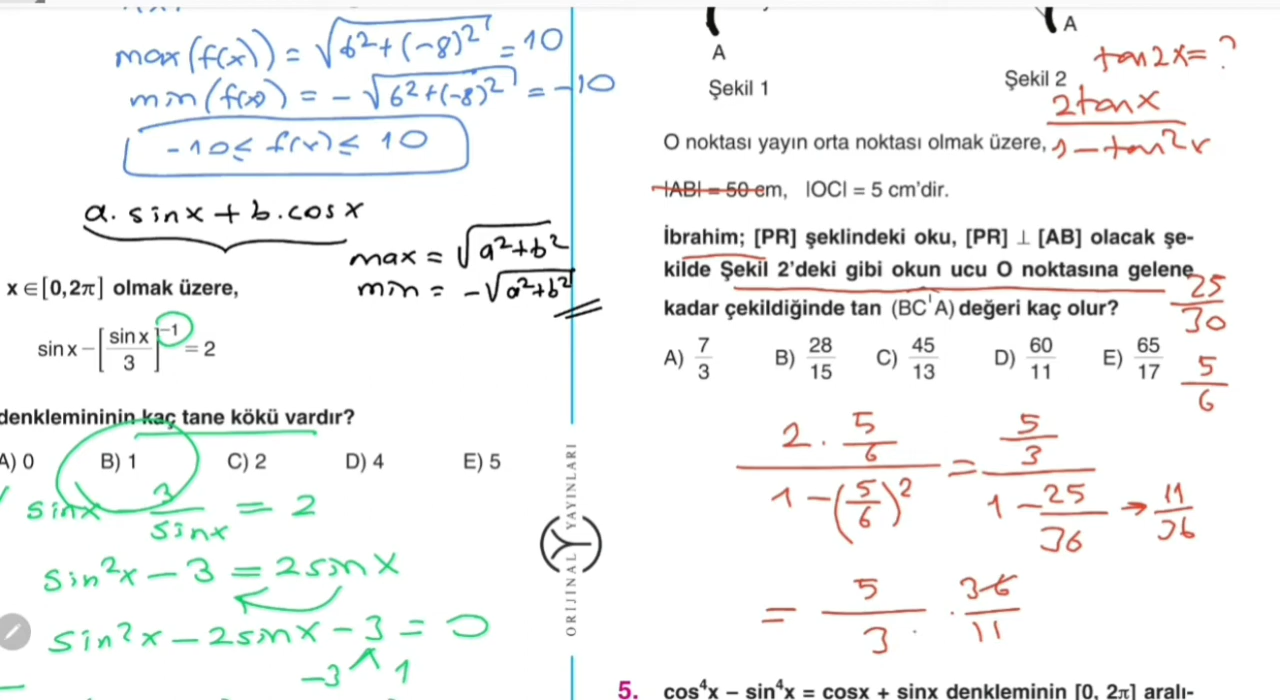 max(f(x)) = √6²+(-8)² = 10
min(f(x)) = -√6²+(-8)² = -10
-10 ≤ f(x) ≤ 10
a. sinx + b.cosx
max = √a²+b²
min = -√a²+b²
x ∈ [0,2π] olmak üzere,
sin x − [sin x / 3]⁻¹ = 2
denklemininin kaç tane kökü vardır?
A) 0 B) 1 C) 2 D) 4 E) 5
sinx 3/sinx = 2
sin²x − 3 = 2sinx
sin²x − 2sinx − 3 = 0
-3 1
ORİJİNAL YAYINLARI
A
Şekil 1
A
Şekil 2
tan2x = ?
2tanx / 1 − tan²x
O noktası yayın orta noktası olmak üzere,
|ABI = 50 cm, IOCI = 5 cm'dir.
İbrahim; [PR] şeklindeki oku, [PR] ⊥ [AB] olacak şe-
kilde Şekil 2'deki gibi okun ucu O noktasına gelene
kadar çekildiğinde tan (BC'A) değeri kaç olur?
25/30
A) 7/3 B) 28/15 C) 45/13 D) 60/11 E) 65/17
5/6
2 . 5/6 / 1 − (5/6)² = 5/3 / 1 − 25/36 → 11/36
= 5/3 . 36/11
5. cos⁴x – sin⁴x = cosx + sinx denkleminin [0, 2π] aralı-